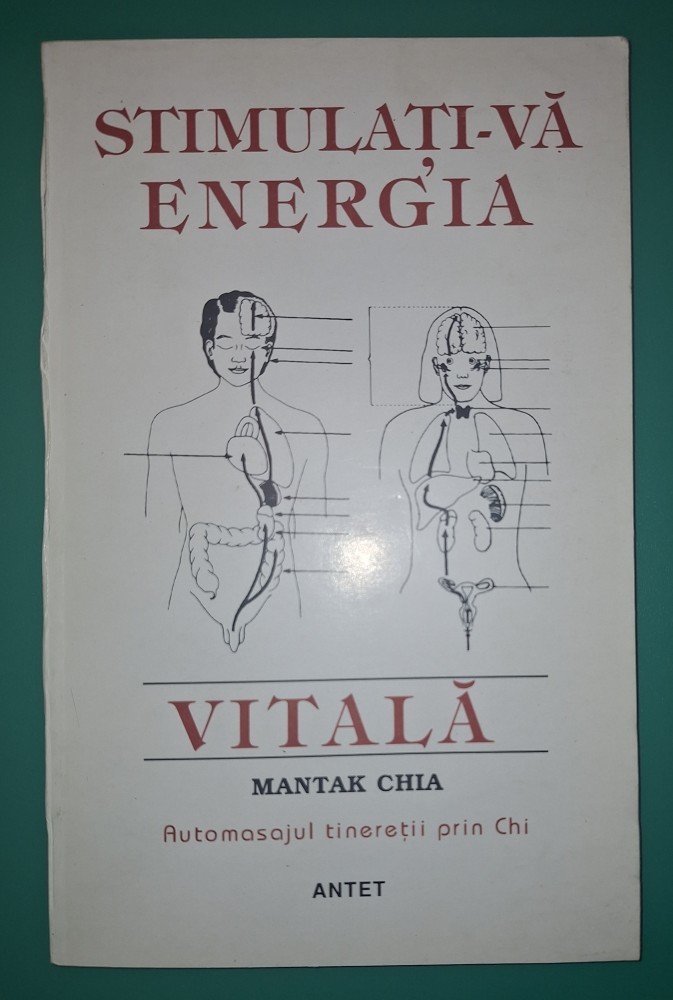 STIMULAȚI-VĂ
ENERGIA
VITALĂ
MANTAK CHIA
Automasajul tinereții prin Chi
ANTET